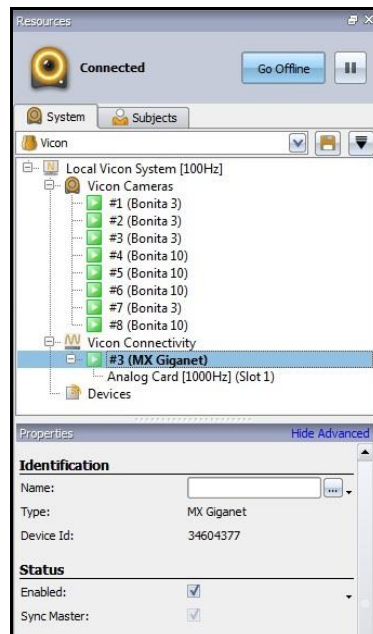 Resources
Connected
Go Offline
System
Subjects
Vicon
Local Vicon System [100Hz]
Vicon Cameras
#1 (Bonita 3)
#2 (Bonita 3)
#3 (Bonita 3)
#4 (Bonita 10)
#5 (Bonita 10)
#6 (Bonita 10)
#7 (Bonita 3)
#8 (Bonita 10)
Vicon Connectivity
#3 (MX Giganet)
Analog Card [1000Hz] (Slot 1)
Devices
Properties Hide Advanced
Identification
Name: ...
Type: MX Giganet
Device Id: 34604377
Status
Enabled:
Sync Master: